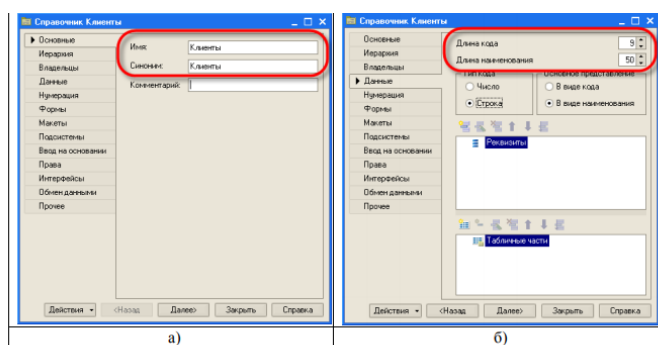 Справочник Клиенты
Основные
Иерархия
Владельцы
Данные
Нумерация
Формы
Макеты
Подсистемы
Ввод на основании
Права
Интерфейсы
Обмен данными
Прочее
Имя: Клиенты
Синоним: Клиенты
Комментарий:
Действия <Назад Далее> Закрыть Справка
а)
Справочник Клиенты
Основные
Иерархия
Владельцы
Данные
Нумерация
Формы
Макеты
Подсистемы
Ввод на основании
Права
Интерфейсы
Обмен данными
Прочее
Длина кода 9
Длина наименования 50
Тип кода Основное представление
Число В виде кода
Строка В виде наименования
Реквизиты
Табличные части
Действия <Назад Далее> Закрыть Справка
б)